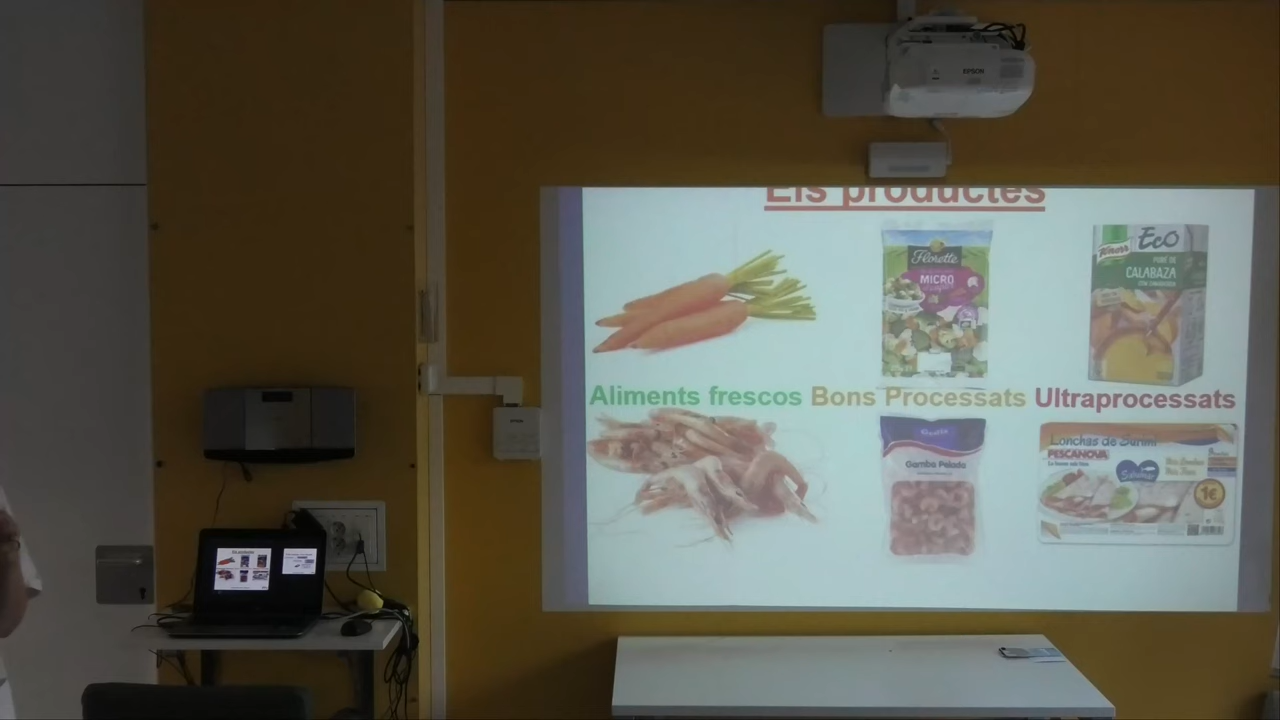 EPSON
Els productes
Florette
MICRO
Knorr
Eco
PURÉ DE
CALABAZA
Aliments frescos
Bons Processats
Ultraprocessats
Gamba Pelada
Lonchas de Surimi
PESCANOVA
1€
EPSON